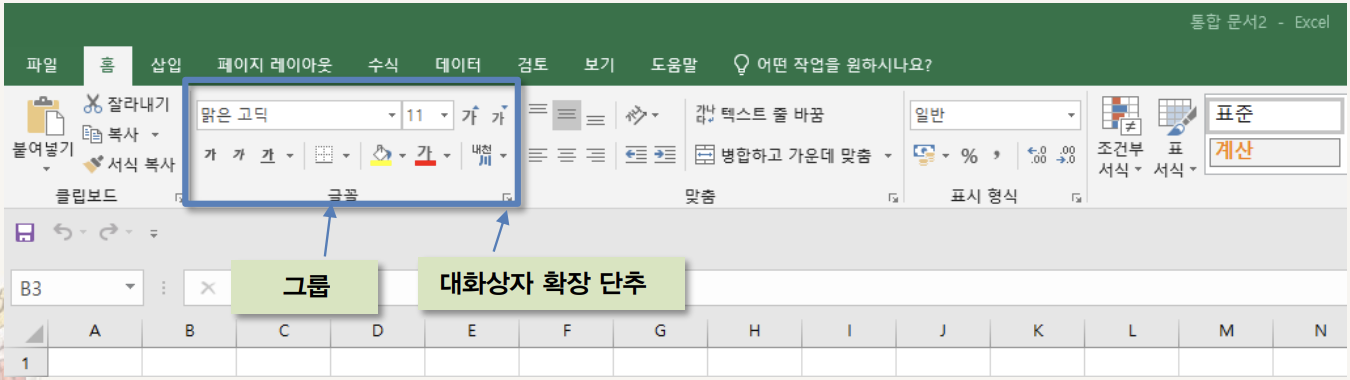 통합 문서2 - Excel
파일 홈 삽입 페이지 레이아웃 수식 데이터 검토 보기 도움말 어떤 작업을 원하시나요?
잘라내기
복사
서식 복사
붙여넣기
클립보드
맑은 고딕 11 가 가
가 가 가 가 내천 川
글꼴
가나다 텍스트 줄 바꿈
병합하고 가운데 맞춤
맞춤
일반
% , .0 .00 .00 .0
표시 형식
조건부 서식
표 서식
표준
계산
B3
그룹
대화상자 확장 단추
A B C D E F G H I J K L M N
1